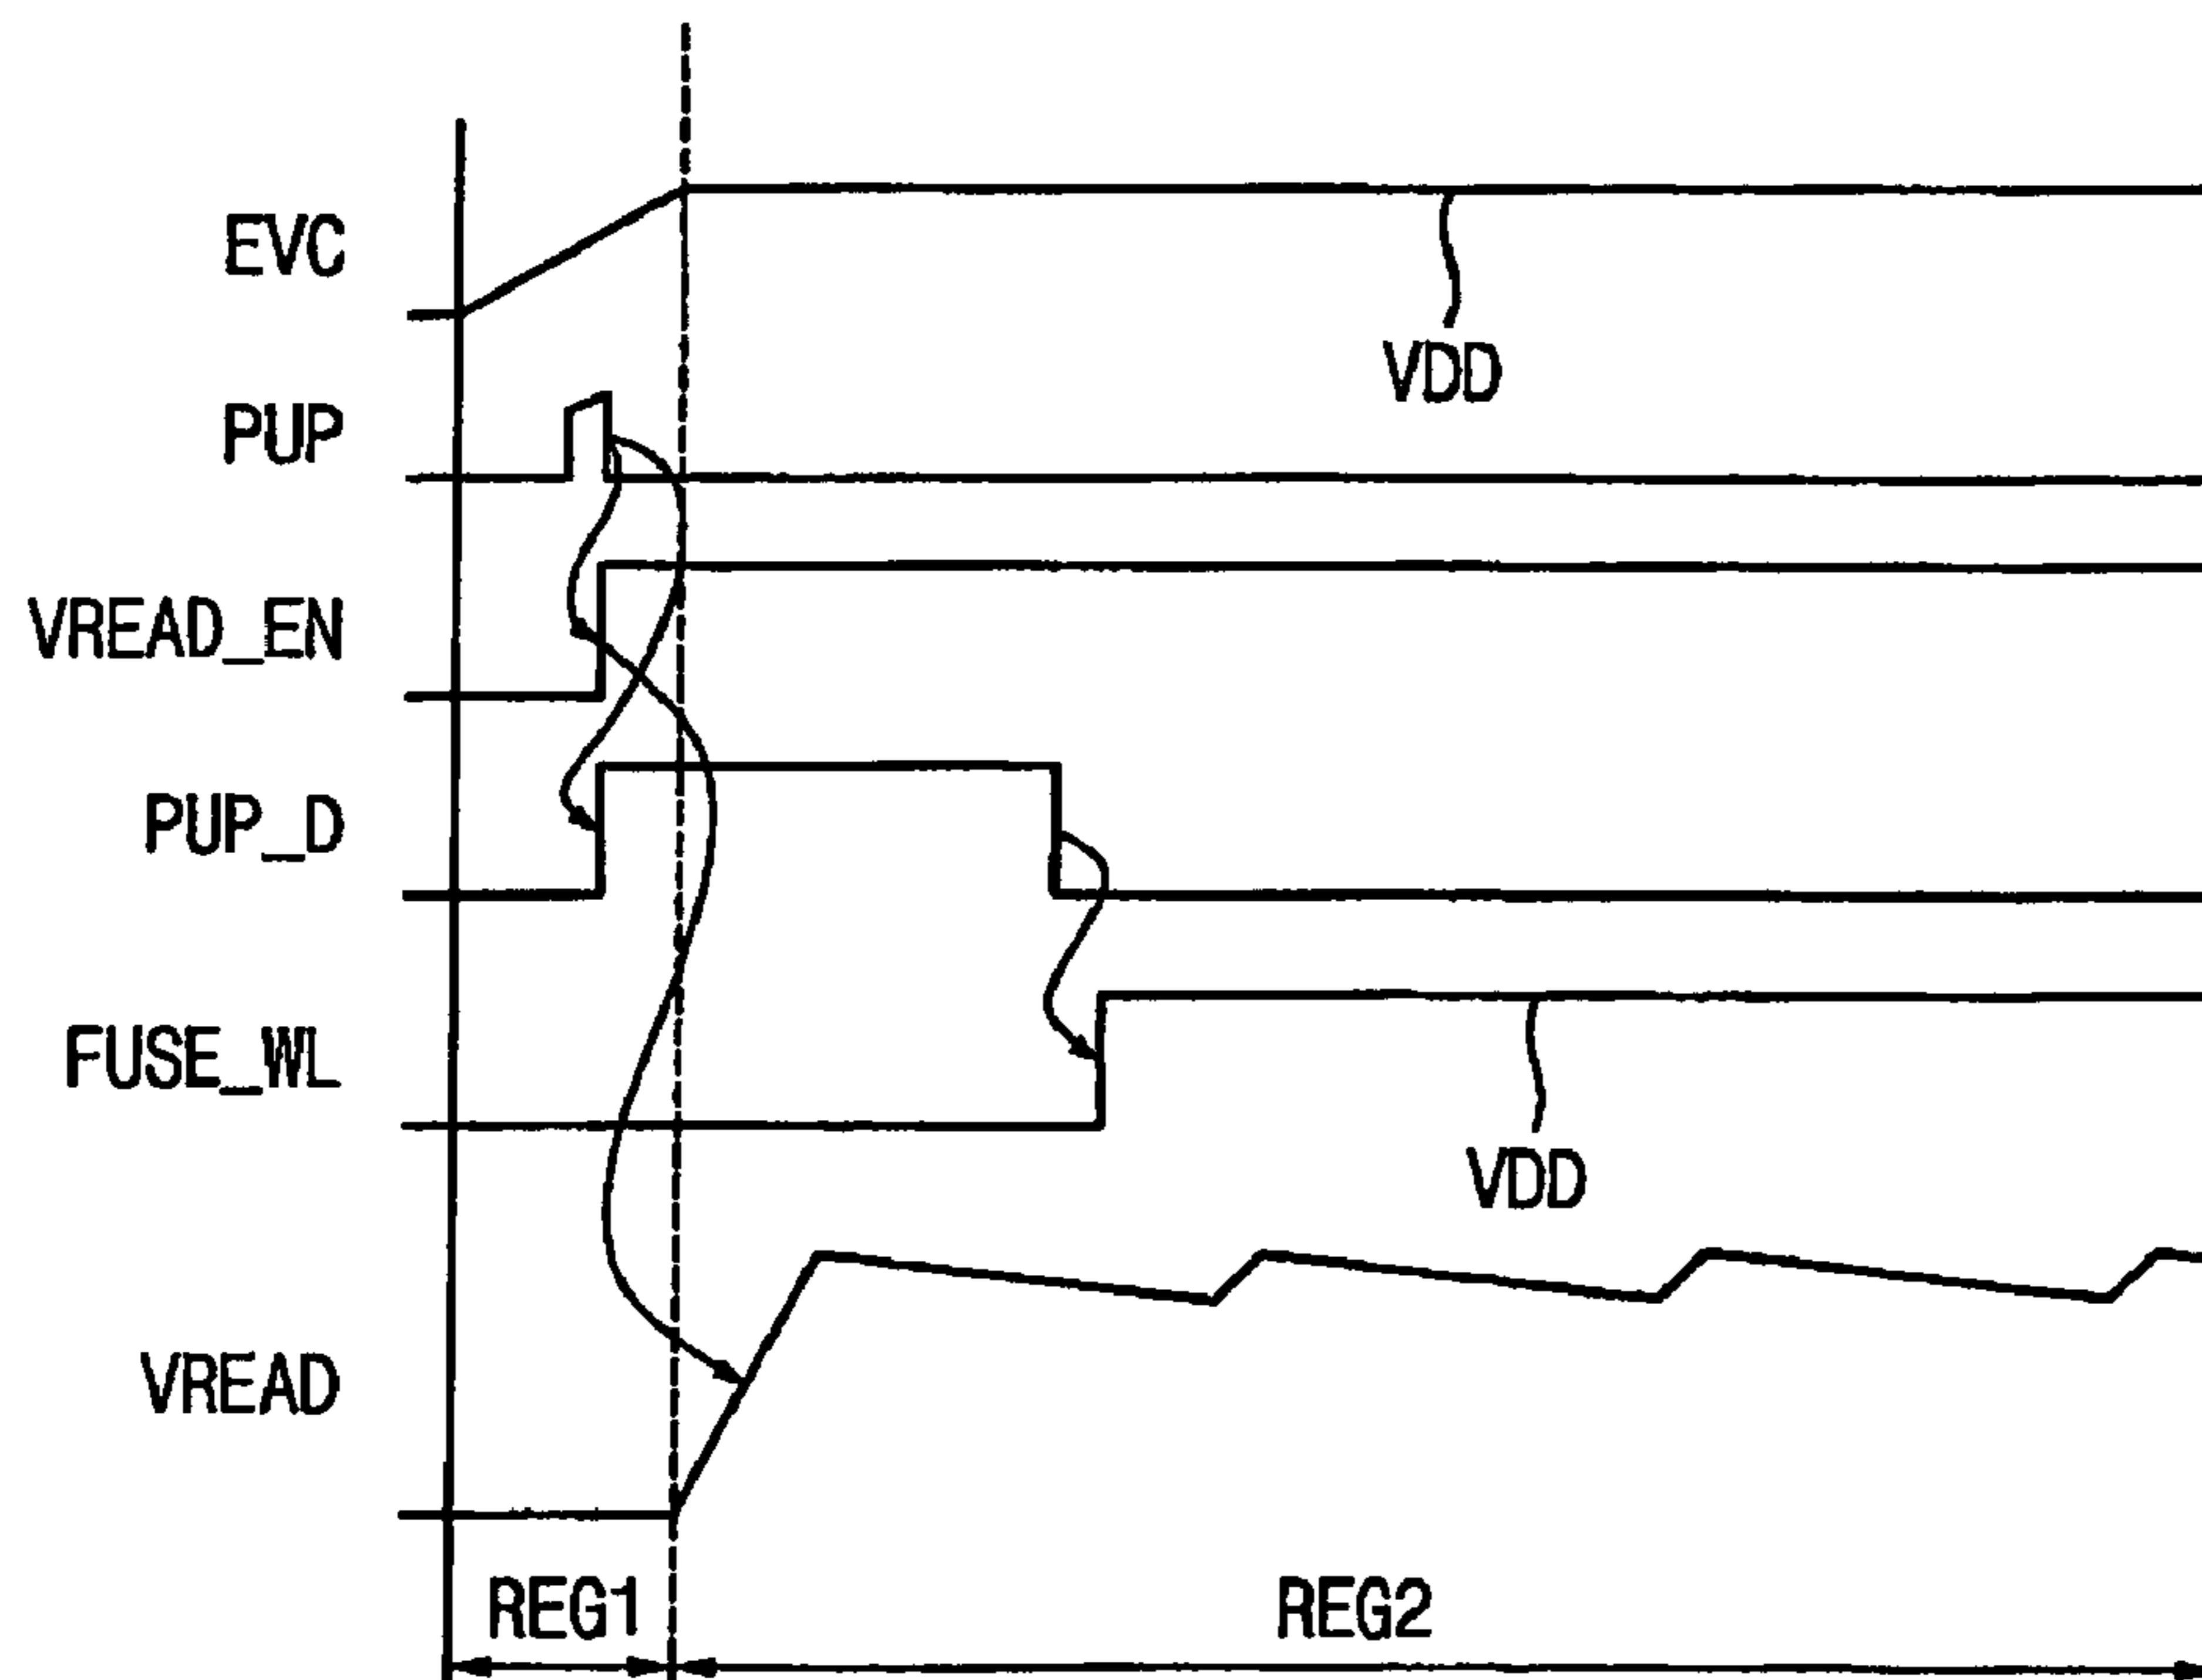 EVC
VDD
PUP
VREAD_EN
PUP_D
FUSE_WL
VDD
VREAD
REG1 REG2